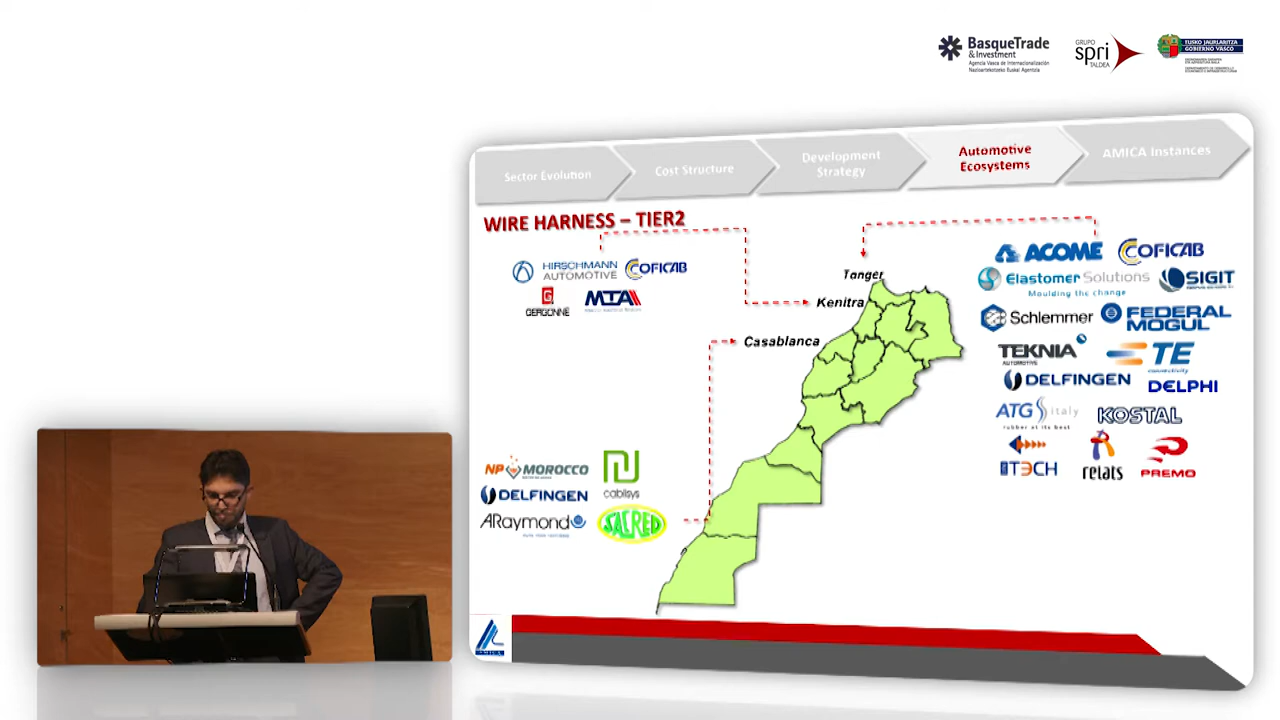 BasqueTrade
& Investment
Agencia Vasca de Internacionalización
Nazioartekotzeko Euskal Agentzia
GRUPO
spri
TALDEA
EUSKO JAURLARITZA
GOBIERNO VASCO
Sector Evolution
Cost Structure
Development
Strategy
Automotive
Ecosystems
AMICA Instances
WIRE HARNESS – TIER2
HIRSCHMANN
AUTOMOTIVE
COFICAB
GERGONNE
MTA
Tanger
Kenitra
Casablanca
ACOME
COFICAB
Elastomer Solutions
Moulding the change
SIGIT
Schlemmer
FEDERAL
MOGUL
TEKNIA
AUTOMOTIVE
TE
connectivity
DELFINGEN
DELPHI
ATG italy
rubber at its best
KOSTAL
TECH
relats
PREMO
NP MOROCCO
cablisys
DELFINGEN
ARaymond
SACRED
AMICA